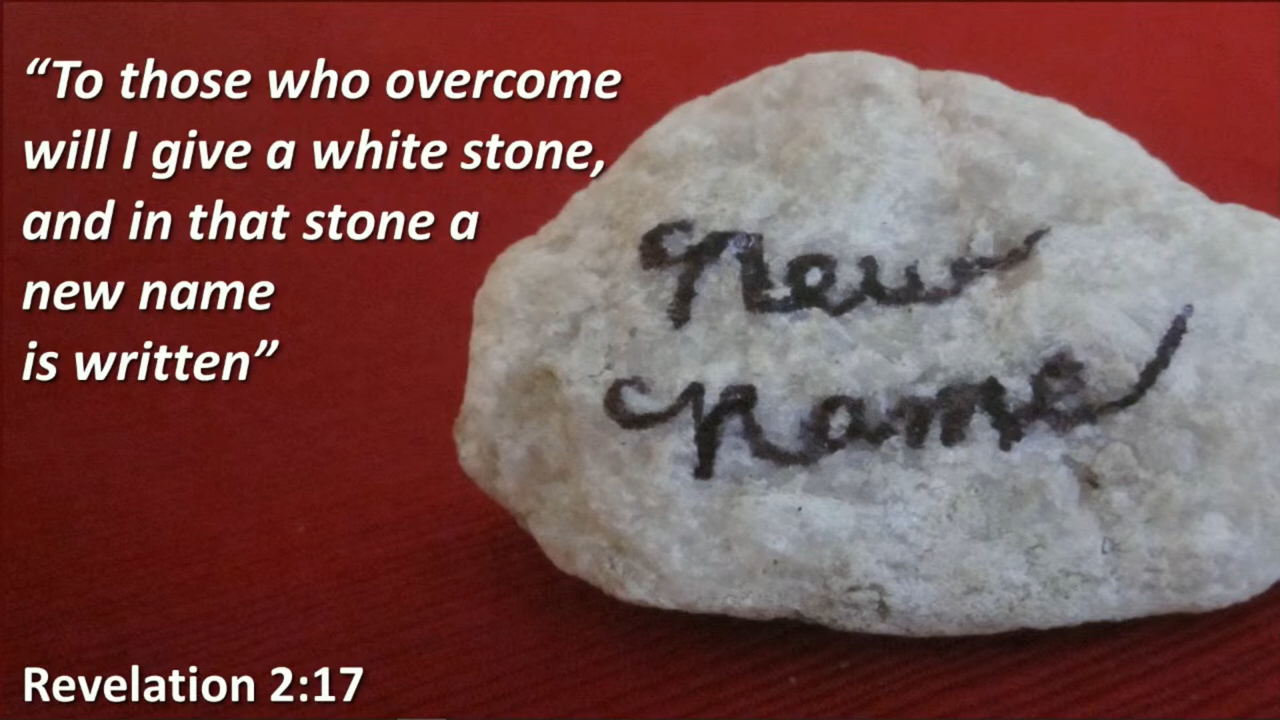 “To those who overcome
will I give a white stone,
and in that stone a
new name
is written”
New
Name
Revelation 2:17